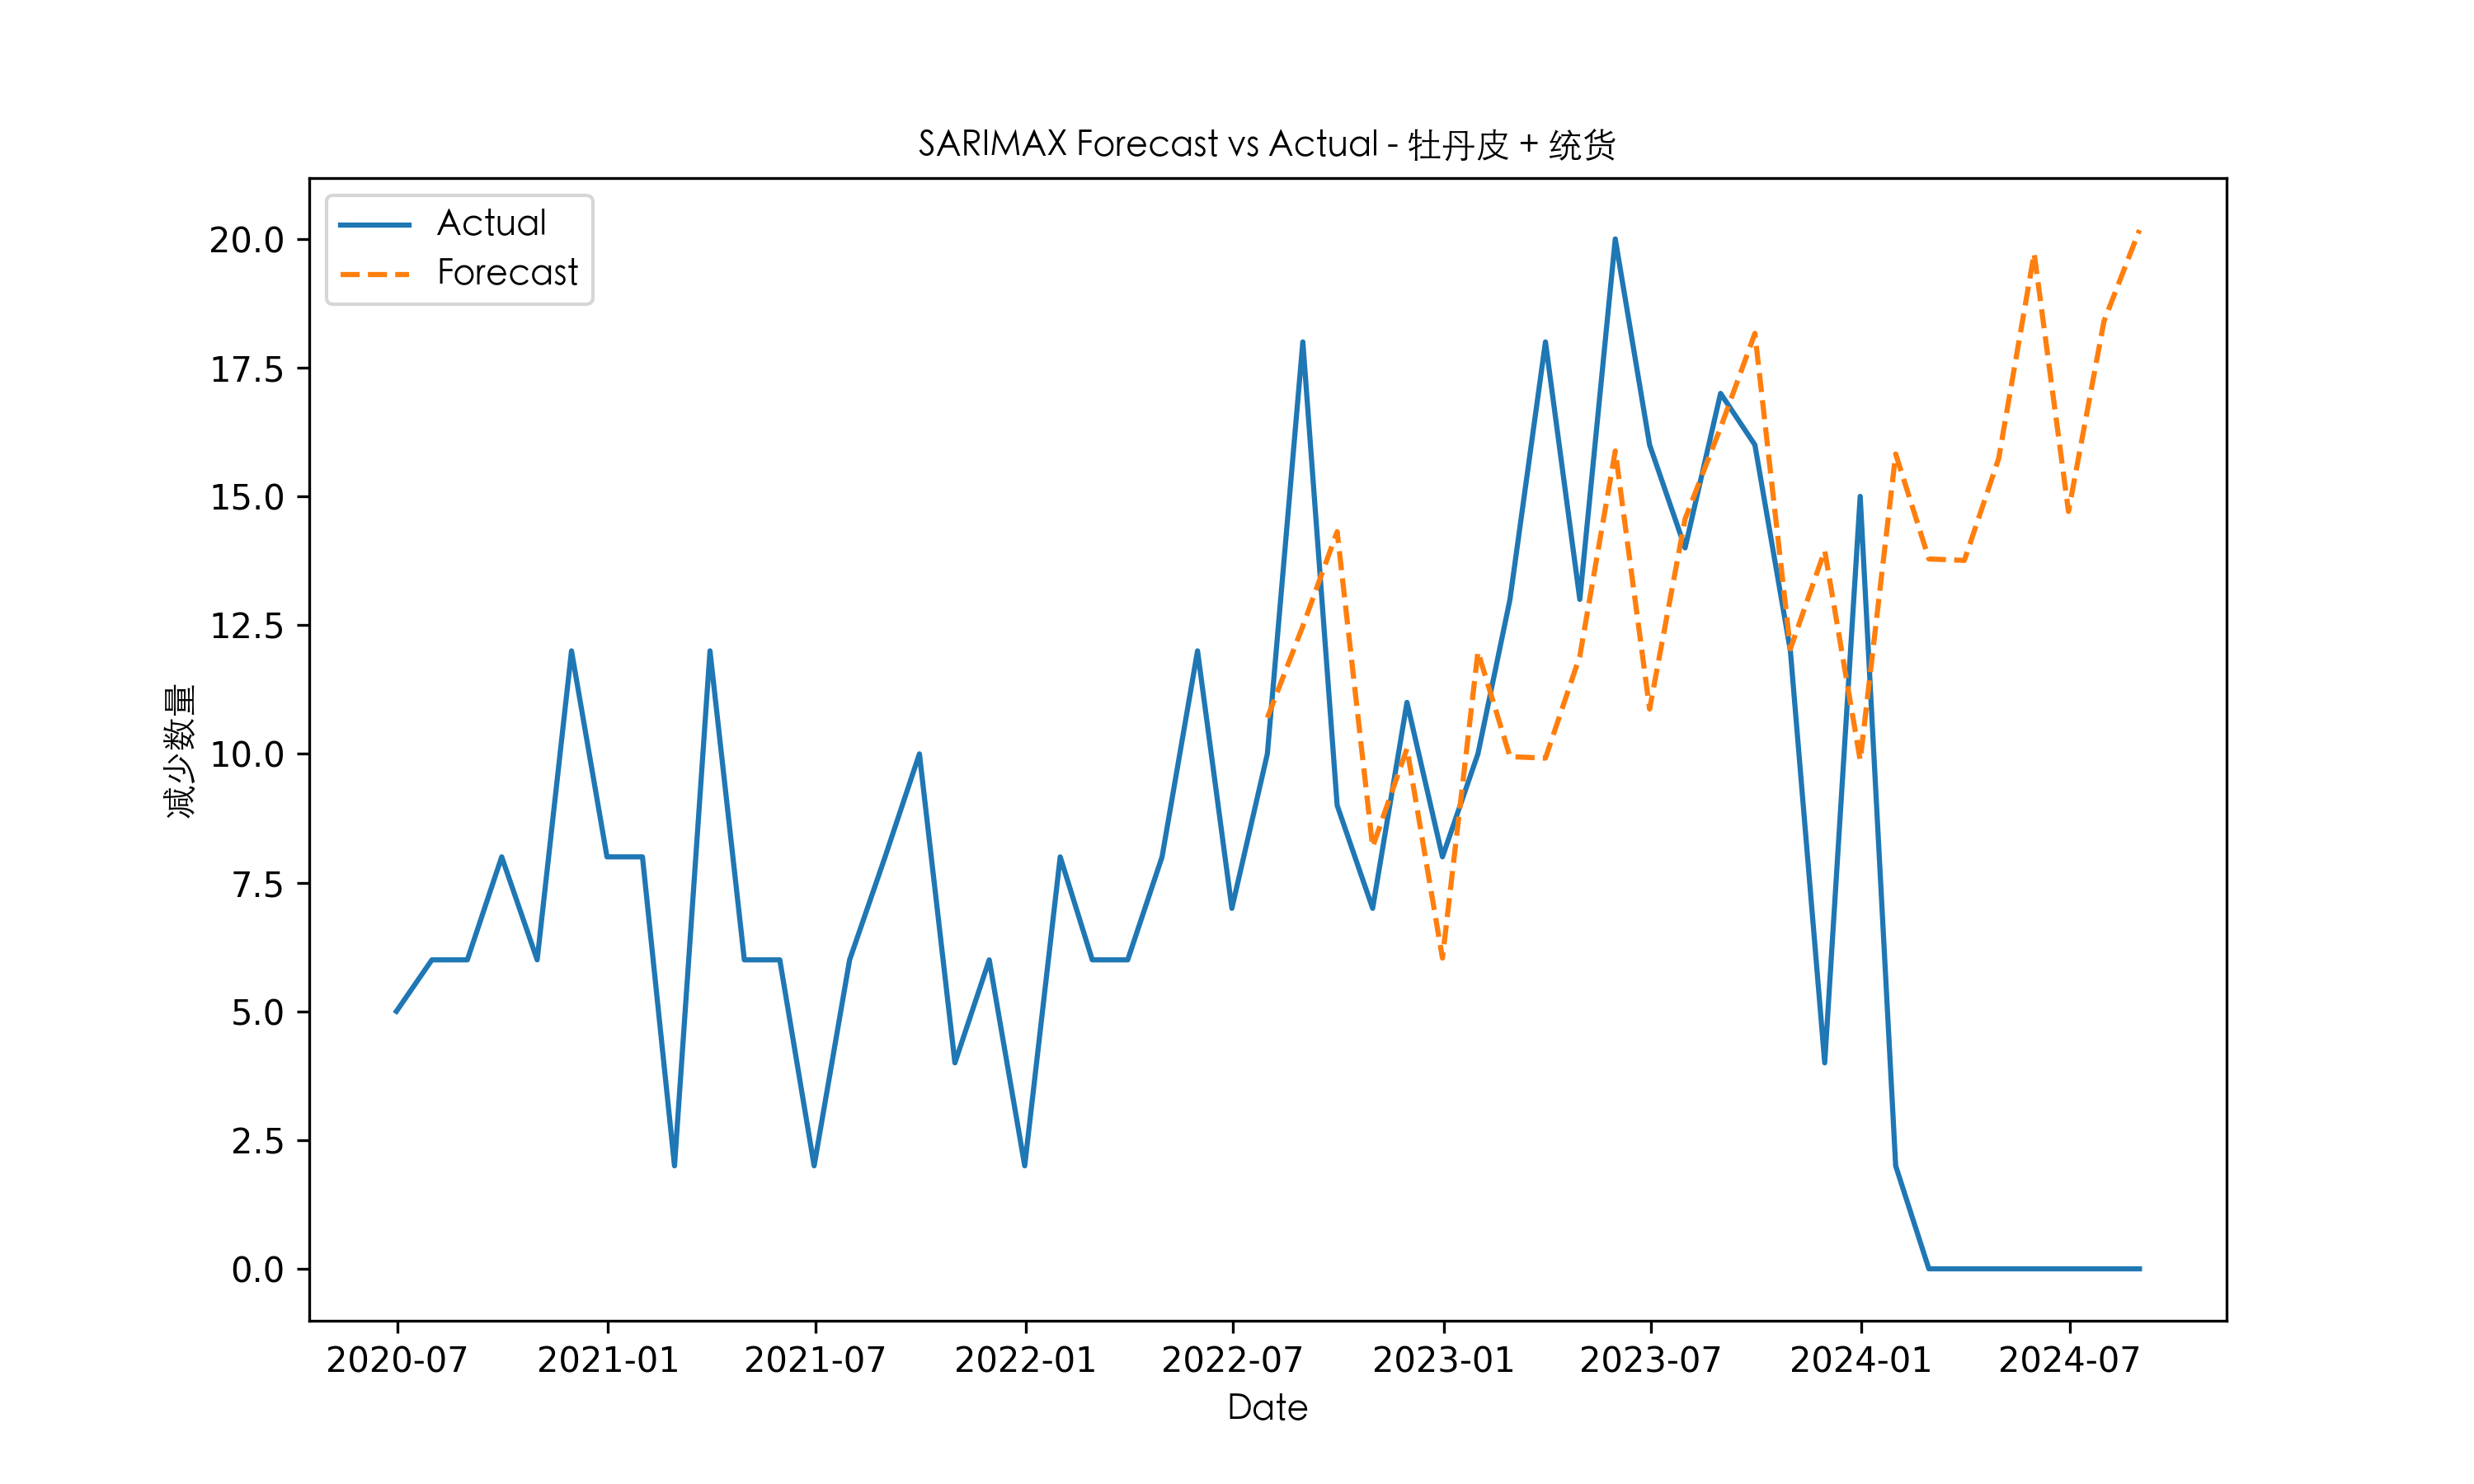 SARIMAX Forecast vs Actual - 牡丹皮 + 统货
Actual
Forecast
减少数量
20.0
17.5
15.0
12.5
10.0
7.5
5.0
2.5
0.0
2020-07 2021-01 2021-07 2022-01 2022-07 2023-01 2023-07 2024-01 2024-07
Date